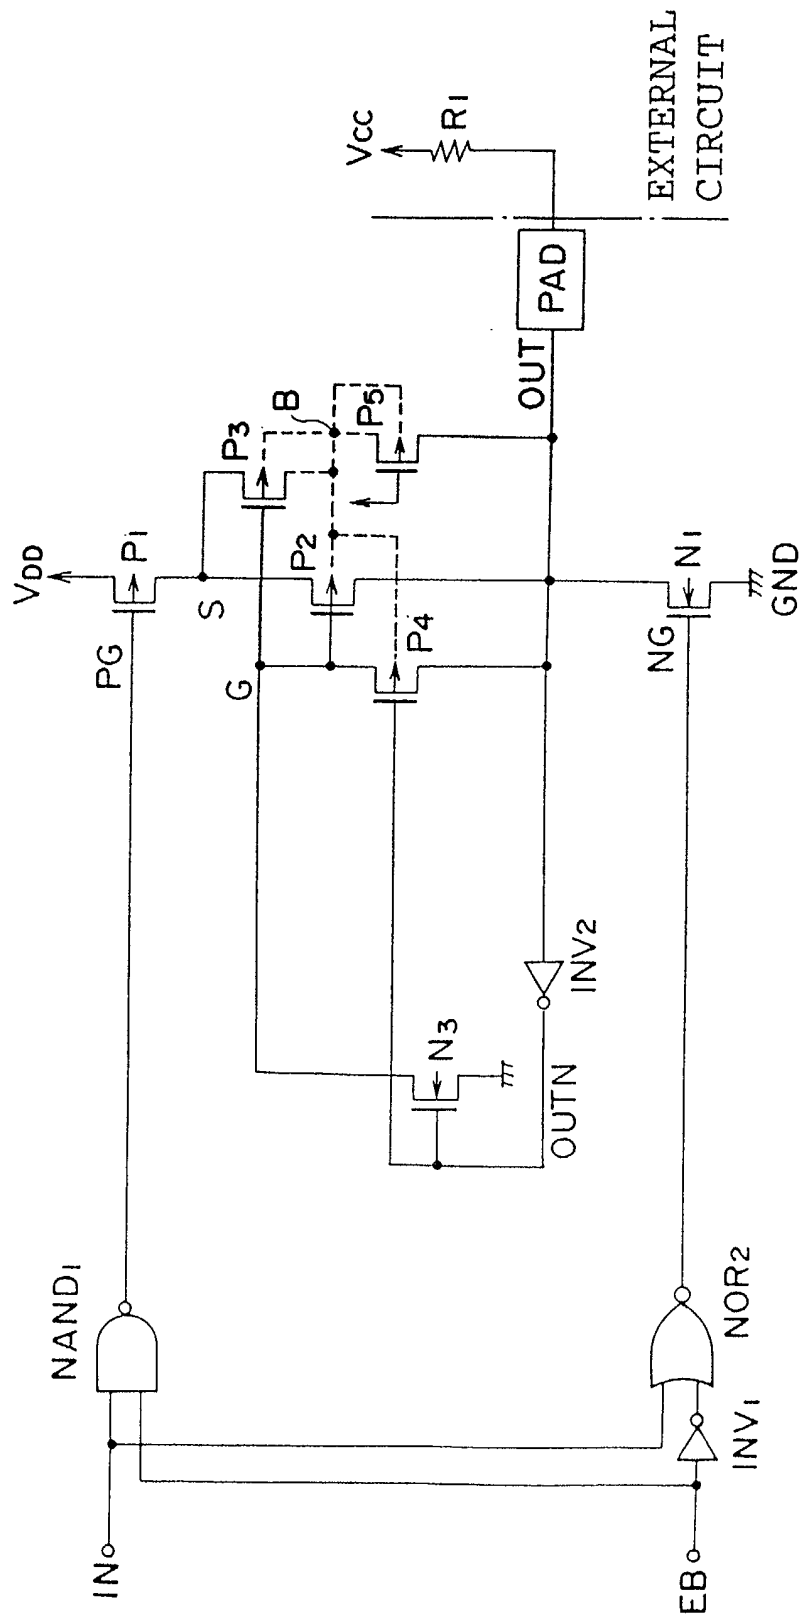 IN
EB
NAND1
INV1
NOR2
PG
NG
N3
OUTN
INV2
G
S
VDD
P1
P3
B
P2
P5
P4
N1
GND
OUT
PAD
VCC
R1
EXTERNAL
CIRCUIT